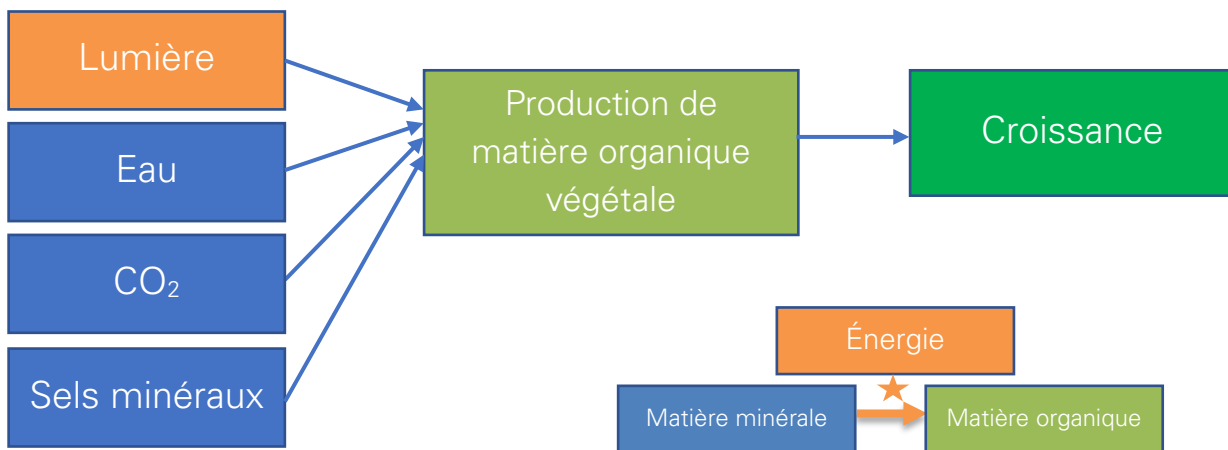 Lumière
Eau
CO₂
Sels minéraux
Production de
matière organique
végétale
Croissance
Énergie
Matière minérale
Matière organique